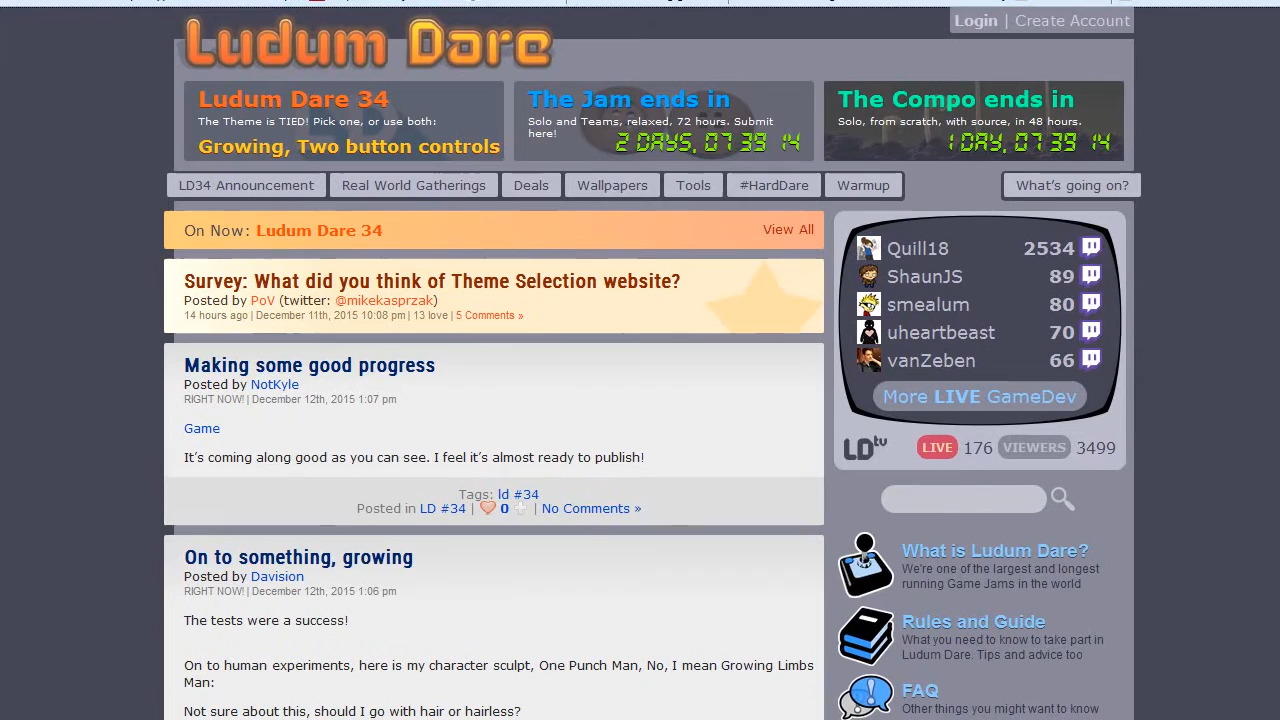 Login | Create Account
Ludum Dare
Ludum Dare 34
The Theme is TIED! Pick one, or use both:
Growing, Two button controls
The Jam ends in
Solo and Teams, relaxed, 72 hours. Submit
here!
2 DAYS, 07 39 14
The Compo ends in
Solo, from scratch, with source, in 48 hours.
1 DAY, 07 39 14
LD34 Announcement
Real World Gatherings
Deals
Wallpapers
Tools
#HardDare
Warmup
What's going on?
On Now: Ludum Dare 34
View All
Survey: What did you think of Theme Selection website?
Posted by PoV (twitter: @mikekasprzak)
14 hours ago | December 11th, 2015 10:08 pm | 13 love | 5 Comments »
Making some good progress
Posted by NotKyle
RIGHT NOW! | December 12th, 2015 1:07 pm
Game
It's coming along good as you can see. I feel it's almost ready to publish!
Tags: ld #34
Posted in LD #34 | 0 | No Comments »
On to something, growing
Posted by Davision
RIGHT NOW! | December 12th, 2015 1:06 pm
The tests were a success!
On to human experiments, here is my character sculpt, One Punch Man, No, I mean Growing Limbs
Man:
Not sure about this, should I go with hair or hairless?
Quill18 2534
ShaunJS 89
smealum 80
uheartbeast 70
vanZeben 66
More LIVE GameDev
LDtv LIVE 176 VIEWERS 3499
What is Ludum Dare?
We're one of the largest and longest
running Game Jams in the world
Rules and Guide
What you need to know to take part in
Ludum Dare. Tips and advice too
FAQ
Other things you might want to know